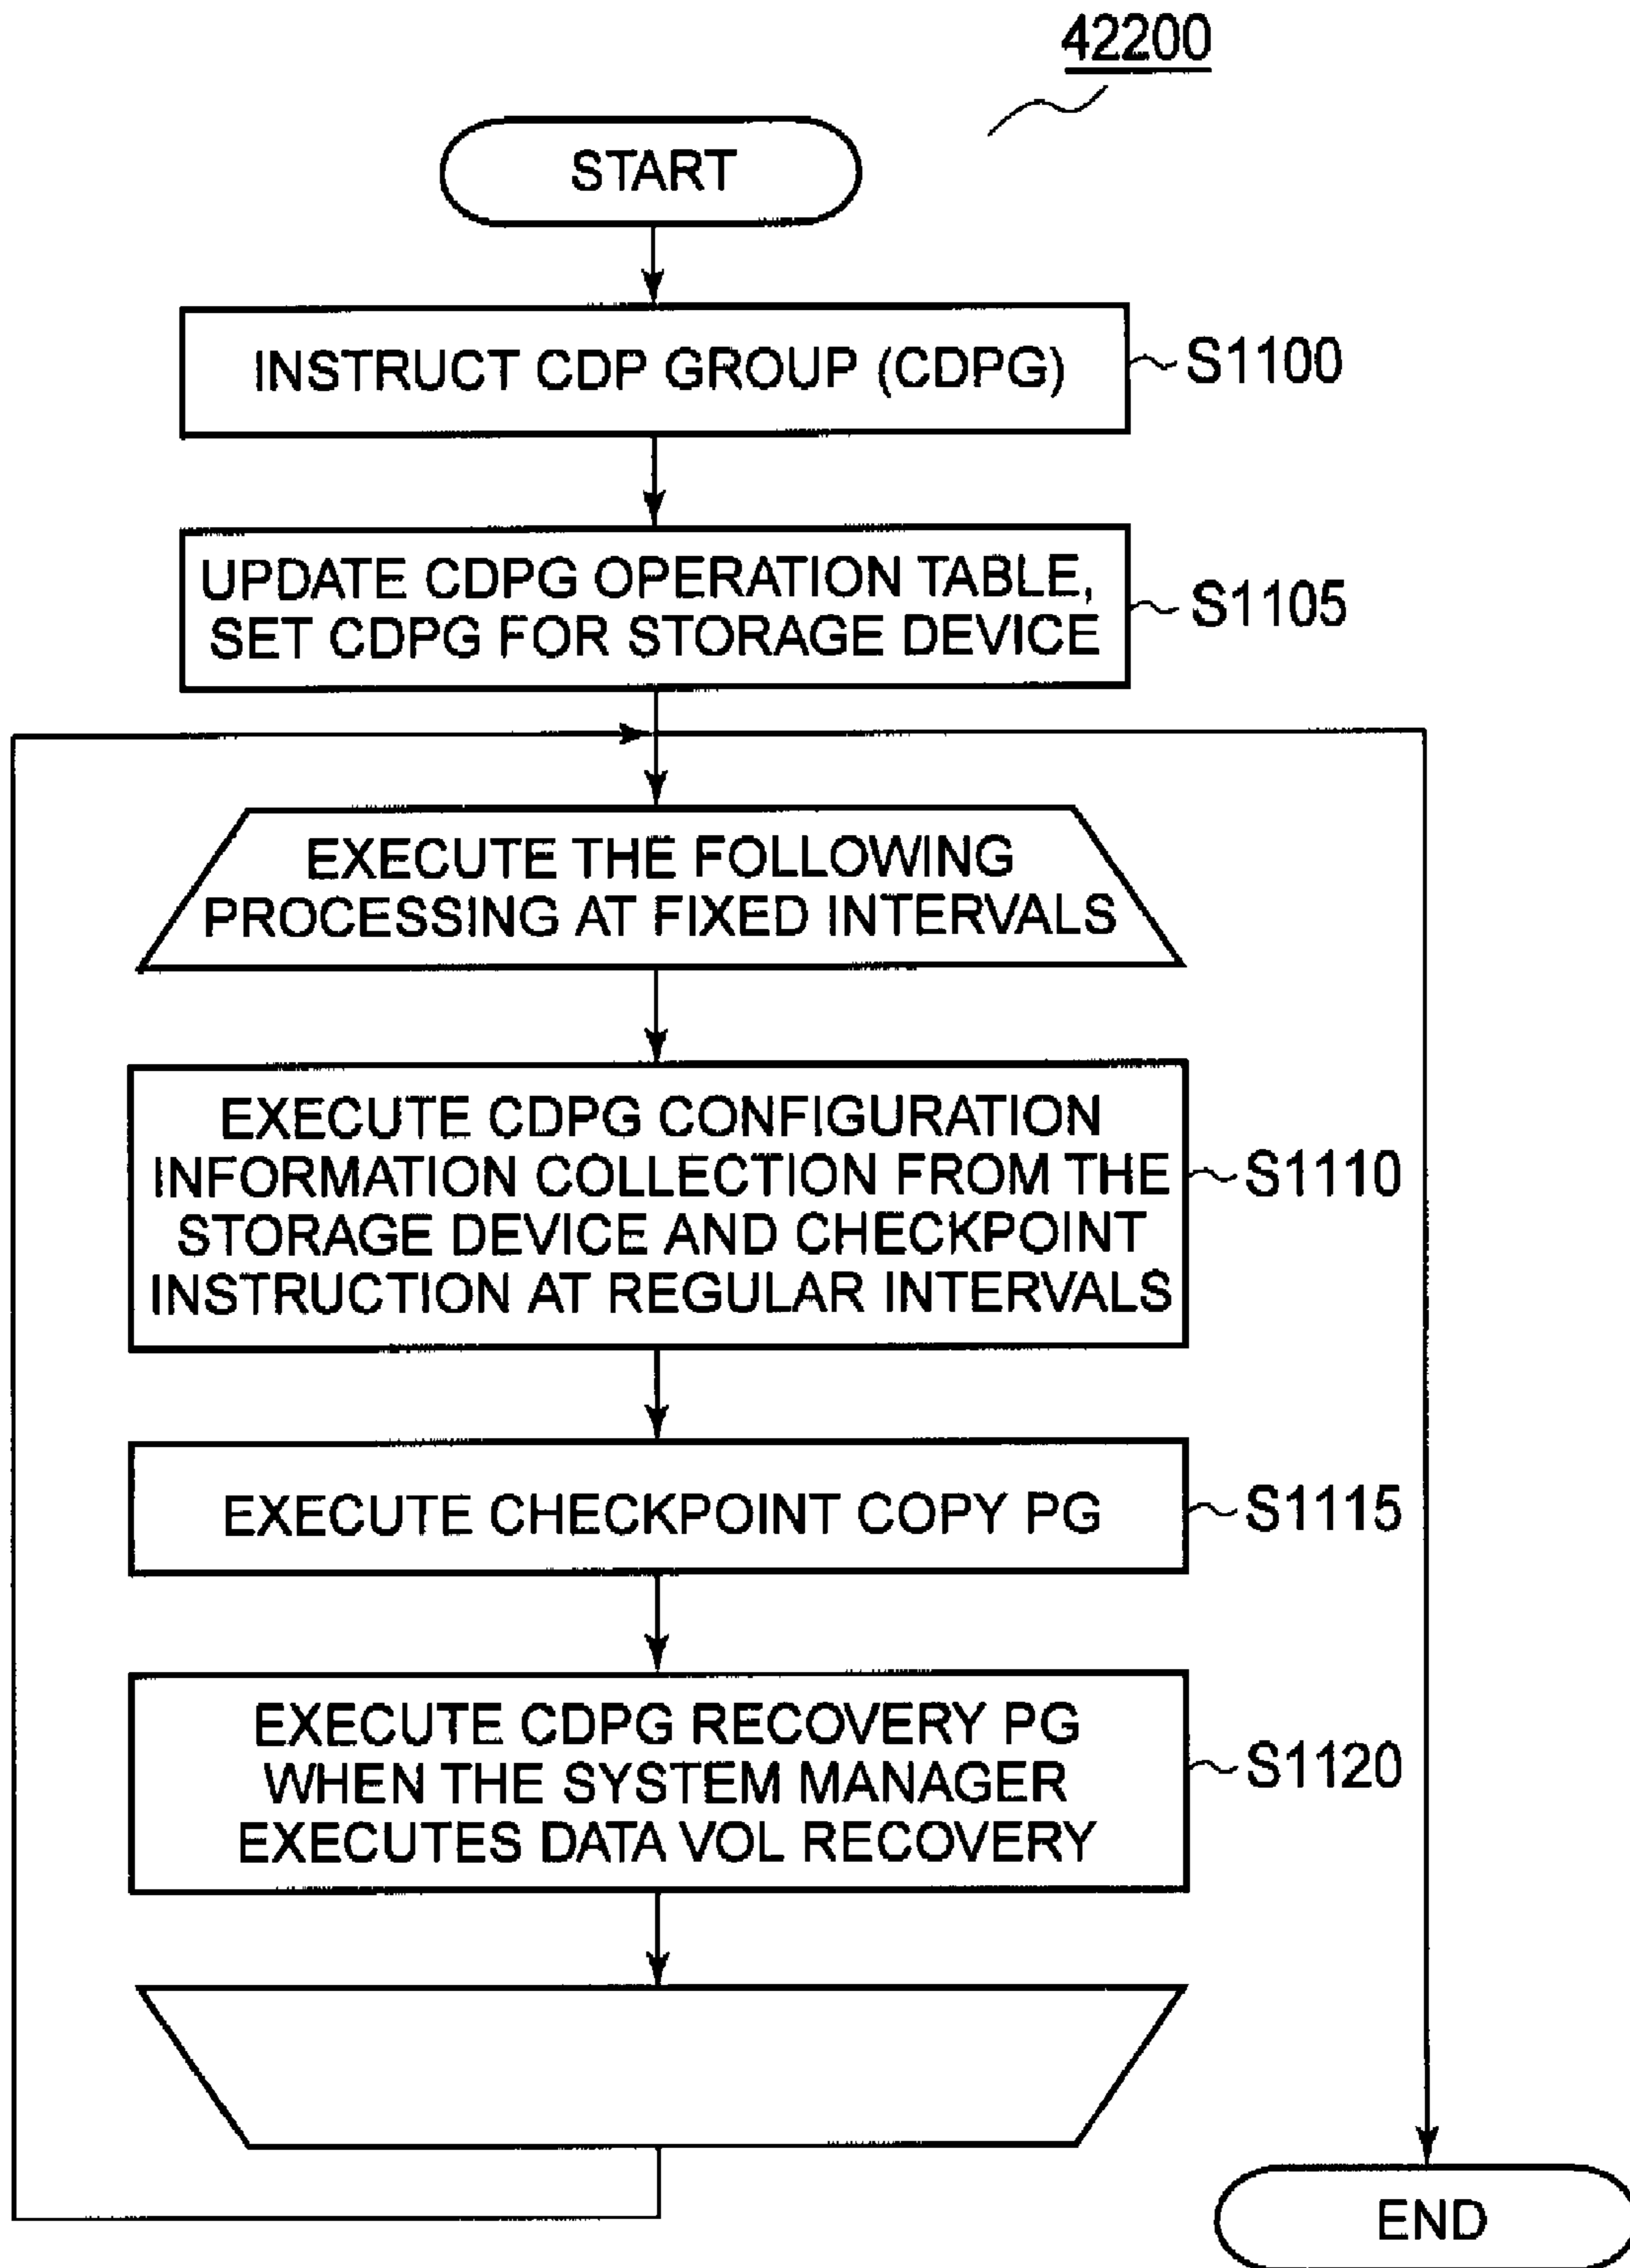 42200
START
INSTRUCT CDP GROUP (CDPG)
S1100
UPDATE CDPG OPERATION TABLE,
SET CDPG FOR STORAGE DEVICE
S1105
EXECUTE THE FOLLOWING
PROCESSING AT FIXED INTERVALS
EXECUTE CDPG CONFIGURATION
INFORMATION COLLECTION FROM THE
STORAGE DEVICE AND CHECKPOINT
INSTRUCTION AT REGULAR INTERVALS
S1110
EXECUTE CHECKPOINT COPY PG
S1115
EXECUTE CDPG RECOVERY PG
WHEN THE SYSTEM MANAGER
EXECUTES DATA VOL RECOVERY
S1120
END